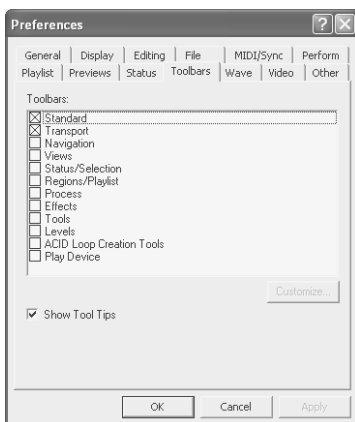 Preferences
General Display Editing File MIDI/Sync Perform
Playlist Previews Status Toolbars Wave Video Other
Toolbars:
Standard
Transport
Navigation
Views
Status/Selection
Regions/Playlist
Process
Effects
Tools
Levels
ACID Loop Creation Tools
Play Device
Customize...
Show Tool Tips
OK Cancel Apply